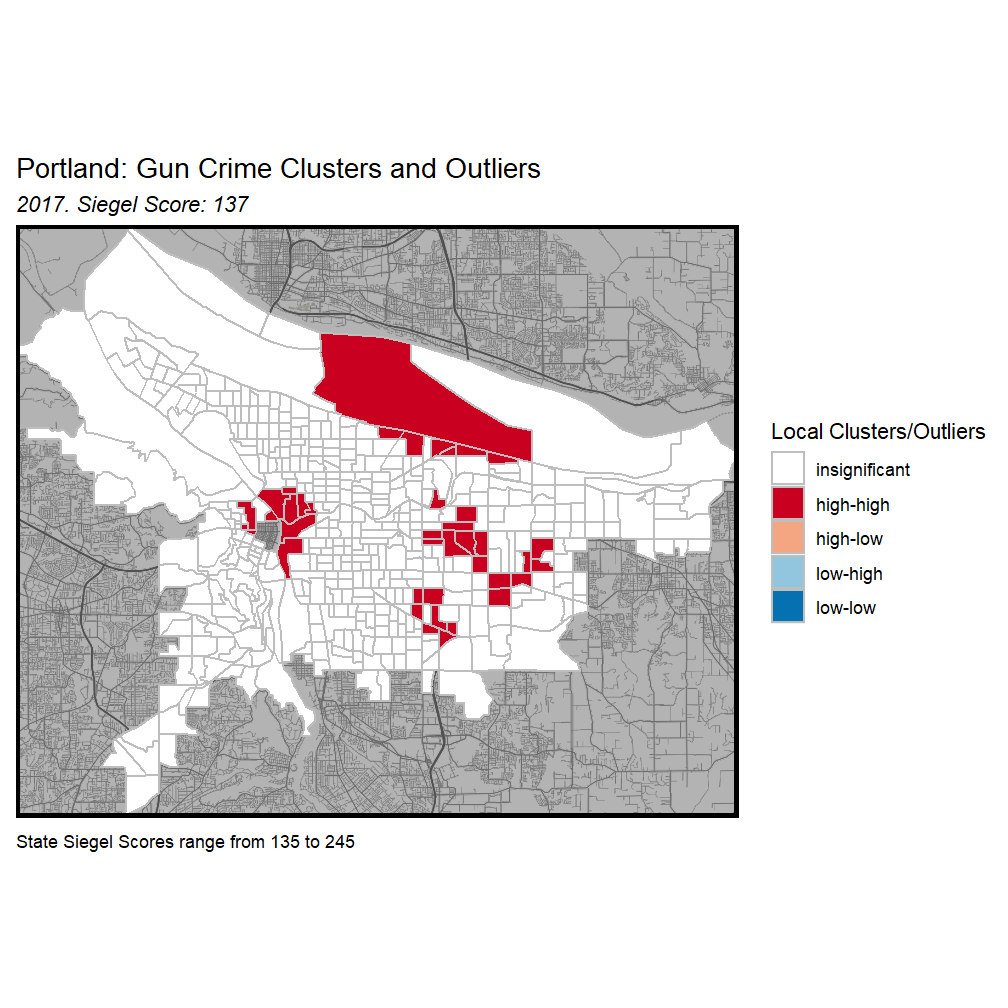 Portland: Gun Crime Clusters and Outliers
2017. Siegel Score: 137
Local Clusters/Outliers
insignificant
high-high
high-low
low-high
low-low
State Siegel Scores range from 135 to 245